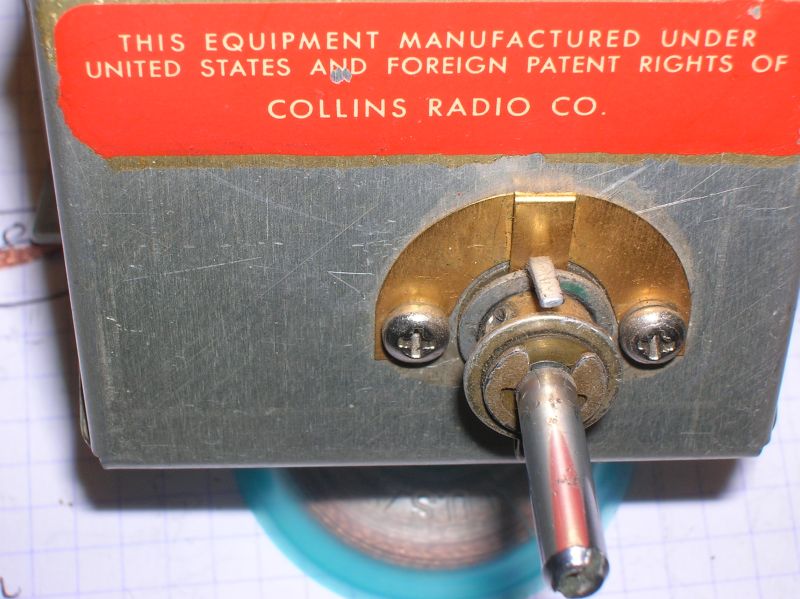 THIS EQUIPMENT MANUFACTURED UNDER
UNITED STATES AND FOREIGN PATENT RIGHTS OF
COLLINS RADIO CO.